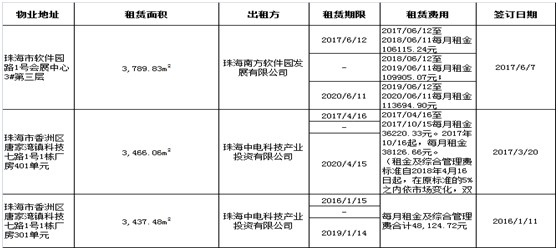 物业地址 租赁面积 出租方 租赁期限 租赁费用 签订日期
珠海市软件园
路1号会展中心
3#第三层
3,789.83㎡
珠海南方软件园发
展有限公司
2017/6/12
-
2020/6/11
2017/06/12至
2018/06/11每月租金
106115.24元
2018/06/12至
2019/06/11每月租金
109905.07元;
2019/06/12至
2020/06/11每月租金
113694.90元
2017/6/7
珠海市香洲区
唐家湾镇科技
七路1号1栋厂
房401单元
3,466.06㎡
珠海中电科技产业
投资有限公司
2017/4/16
-
2020/4/15
2017/04/16至
2017/10/15每月租金
36220.33元。2017年
10/16起,每月租金
38126.66元。
(租金及综合管理费
标准自2018年4月16
日起,在原标准的5%
之内依市场变化,双
2017/3/20
珠海市香洲区
唐家湾镇科技
七路1号1栋厂
房301单元
3,437.48㎡
珠海中电科技产业
投资有限公司
2016/1/15
-
2019/1/14
每月租金及综合管理
费合计48,124.72元
2016/1/11